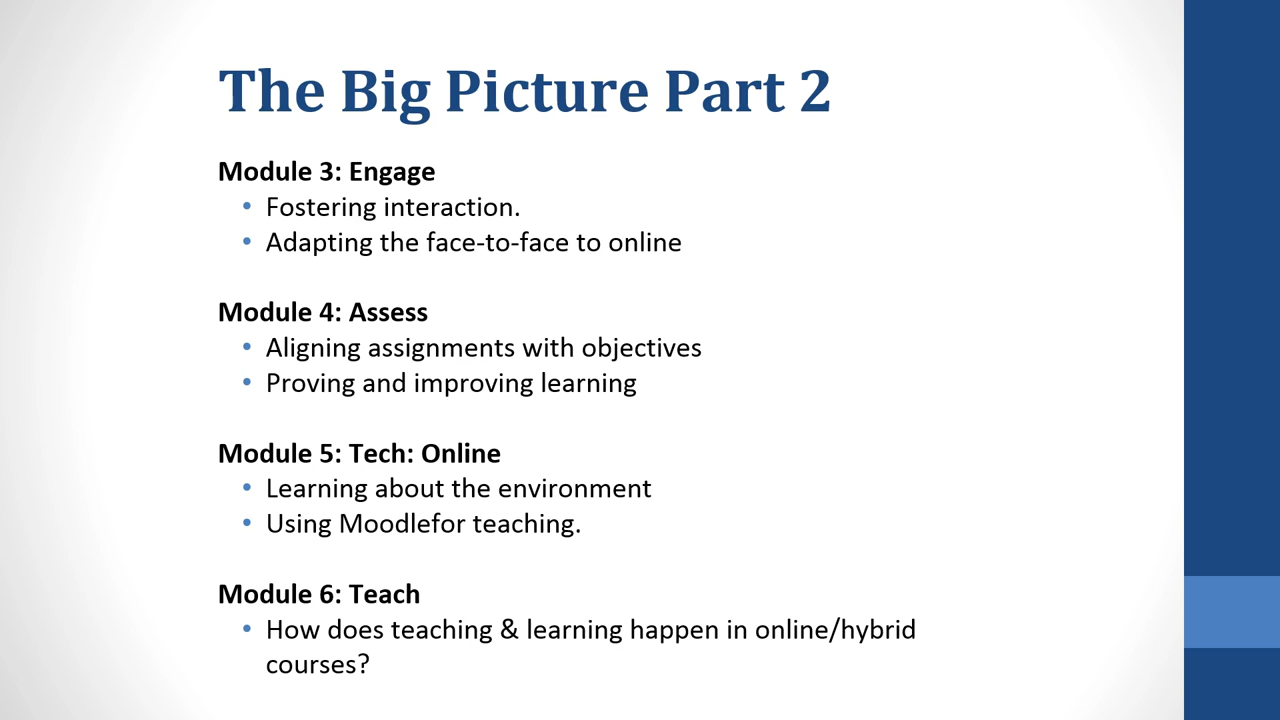 The Big Picture Part 2
Module 3: Engage
• Fostering interaction.
• Adapting the face-to-face to online
Module 4: Assess
• Aligning assignments with objectives
• Proving and improving learning
Module 5: Tech: Online
• Learning about the environment
• Using Moodlefor teaching.
Module 6: Teach
• How does teaching & learning happen in online/hybrid
courses?